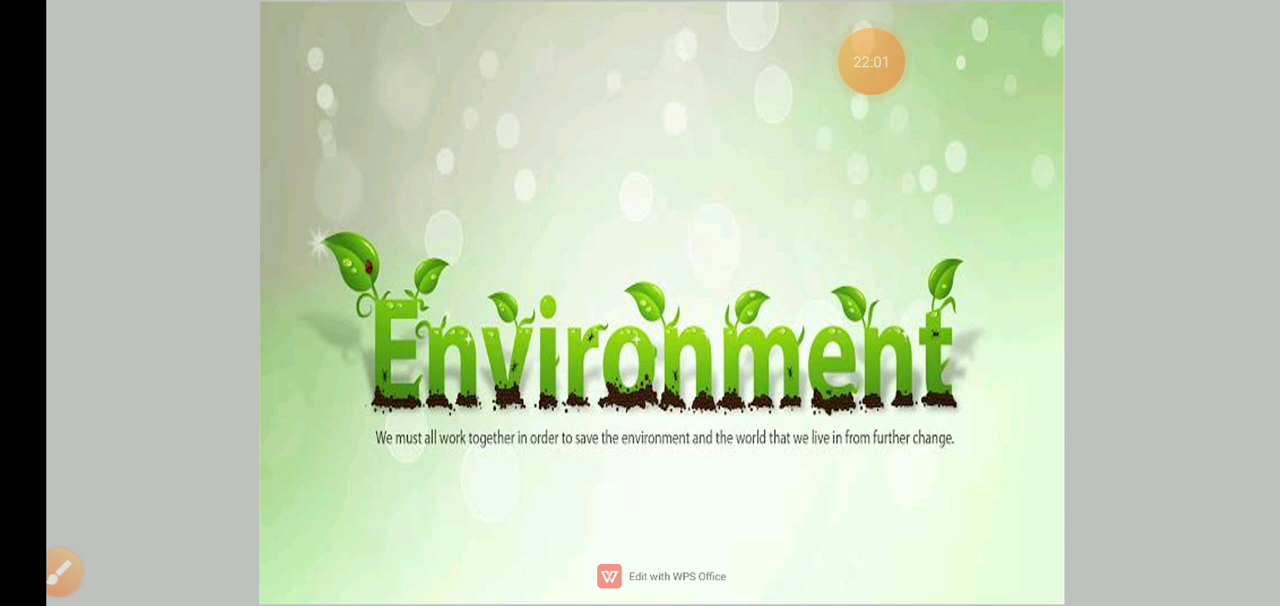 22:01
Environment
We must all work together in order to save the environment and the world that we live in from further change.
W Edit with WPS Office